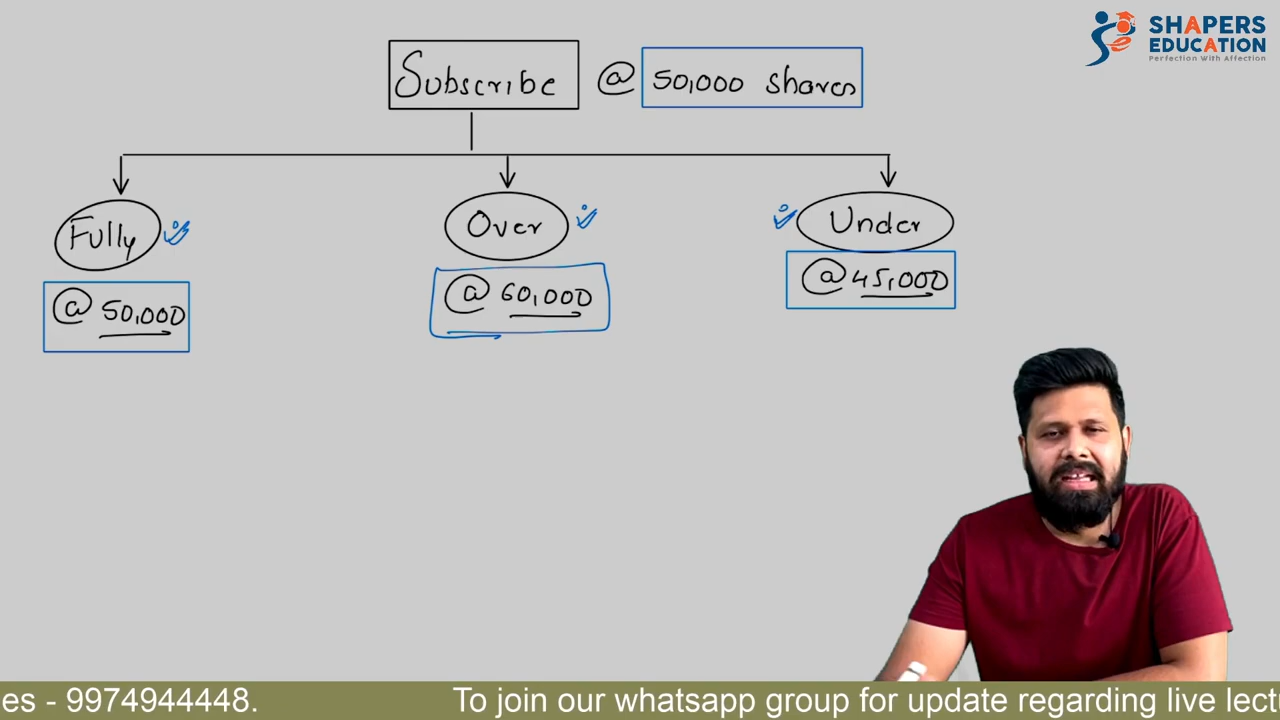 SHAPERS
EDUCATION
Perfection With Affection
Subscribe @ 50,000 shares
Fully Over Under
@ 50,000 @ 60,000 @ 45,000
es - 9974944448. To join our whatsapp group for update regarding live lect